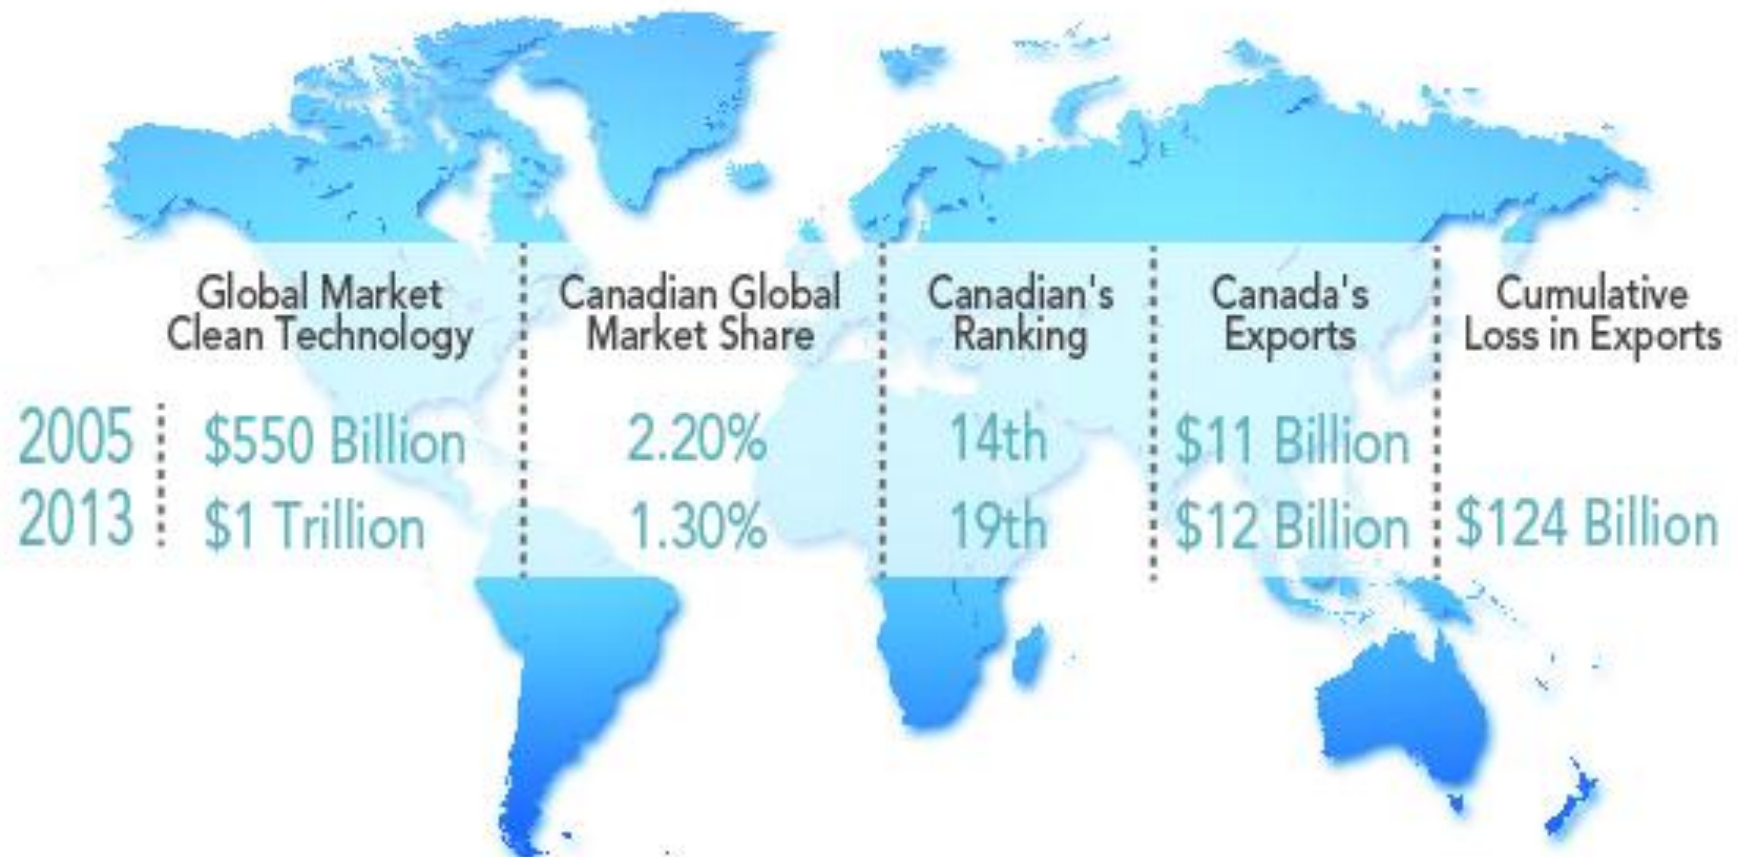 Global Market
Clean Technology
Canadian Global
Market Share
Canadian's
Ranking
Canada's
Exports
Cumulative
Loss in Exports
2005 $550 Billion 2.20% 14th $11 Billion
2013 $1 Trillion 1.30% 19th $12 Billion $124 Billion